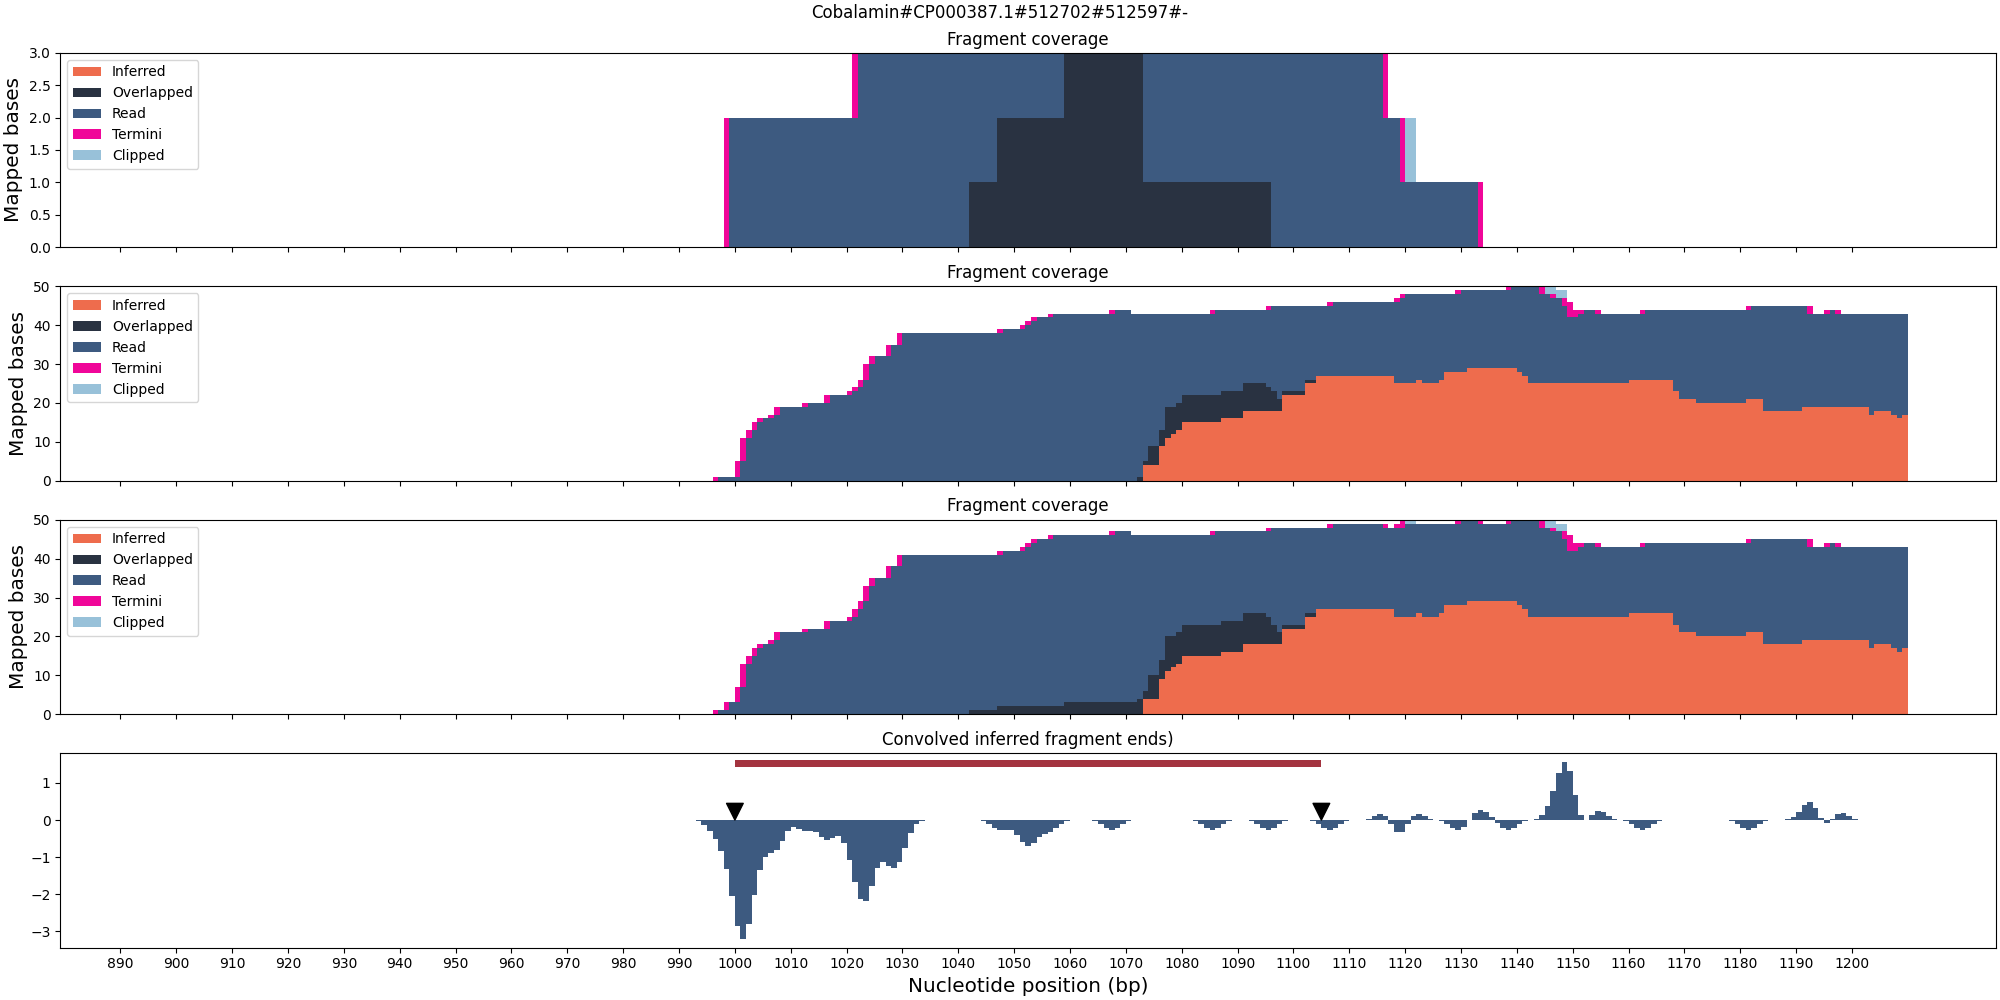 Cobalamin#CP000387.1#512702#512597#-
Fragment coverage
Mapped bases
3.0
2.5
2.0
1.5
1.0
0.5
0.0
Inferred
Overlapped
Read
Termini
Clipped
Fragment coverage
Mapped bases
50
40
30
20
10
0
Inferred
Overlapped
Read
Termini
Clipped
Fragment coverage
Mapped bases
50
40
30
20
10
0
Inferred
Overlapped
Read
Termini
Clipped
Convolved inferred fragment ends)
1
0
−1
−2
−3
890 900 910 920 930 940 950 960 970 980 990 1000 1010 1020 1030 1040 1050 1060 1070 1080 1090 1100 1110 1120 1130 1140 1150 1160 1170 1180 1190 1200
Nucleotide position (bp)